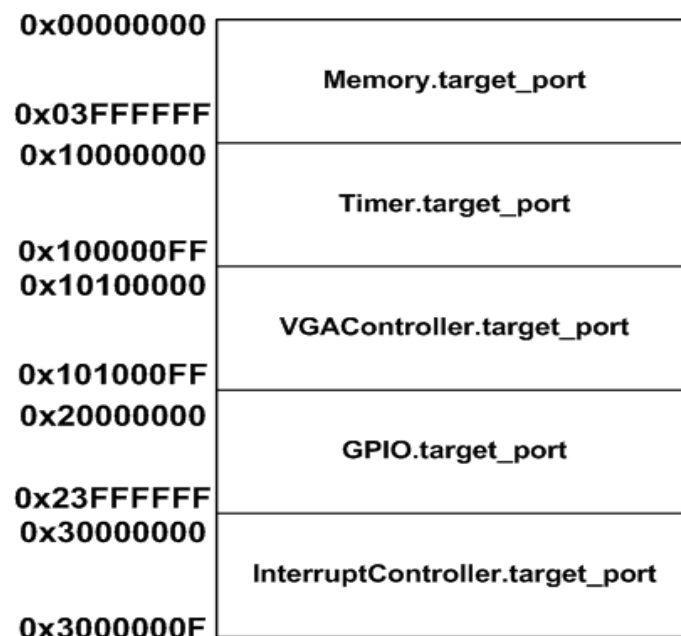 0x00000000
Memory.target_port
0x03FFFFFF
0x10000000
Timer.target_port
0x100000FF
0x10100000
VGAController.target_port
0x101000FF
0x20000000
GPIO.target_port
0x23FFFFFF
0x30000000
InterruptController.target_port
0x3000000F